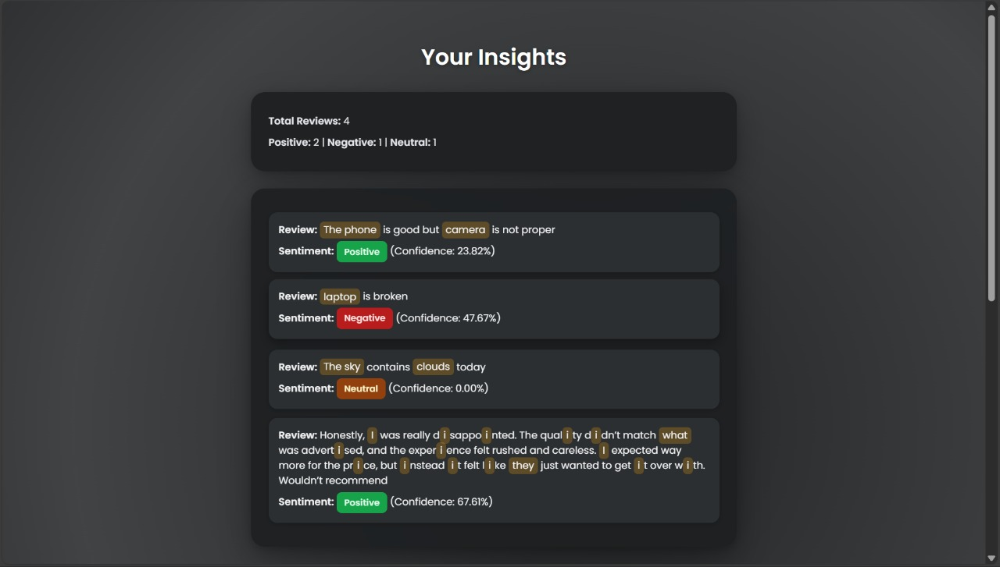 Your Insights
Total Reviews: 4
Positive: 2 | Negative: 1 | Neutral: 1
Review: The phone is good but camera is not proper
Sentiment: Positive (Confidence: 23.82%)
Review: laptop is broken
Sentiment: Negative (Confidence: 47.67%)
Review: The sky contains clouds today
Sentiment: Neutral (Confidence: 0.00%)
Review: Honestly, I was really disappointed. The quality didn’t match what
was advertised, and the experience felt rushed and careless. I expected way
more for the price, but instead it felt like they just wanted to get it over with.
Wouldn’t recommend
Sentiment: Positive (Confidence: 67.61%)